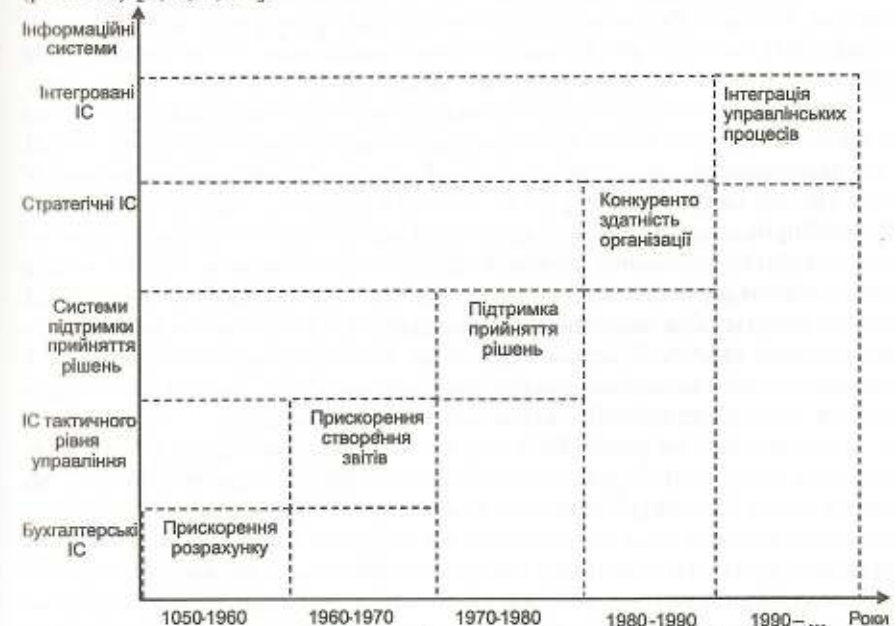 Інформаційні
системи
Інтегровані
ІС
Інтеграція
управлінських
процесів
Стратегічні ІС
Конкуренто
здатність
організації
Системи
підтримки
прийняття
рішень
Підтримка
прийняття
рішень
ІС тактичного
рівня
управління
Прискорення
створення
звітів
Бухгалтерські
ІС
Прискорення
розрахунку
1050-1960
1960-1970
1970-1980
1980-1990
1990– ...
Роки